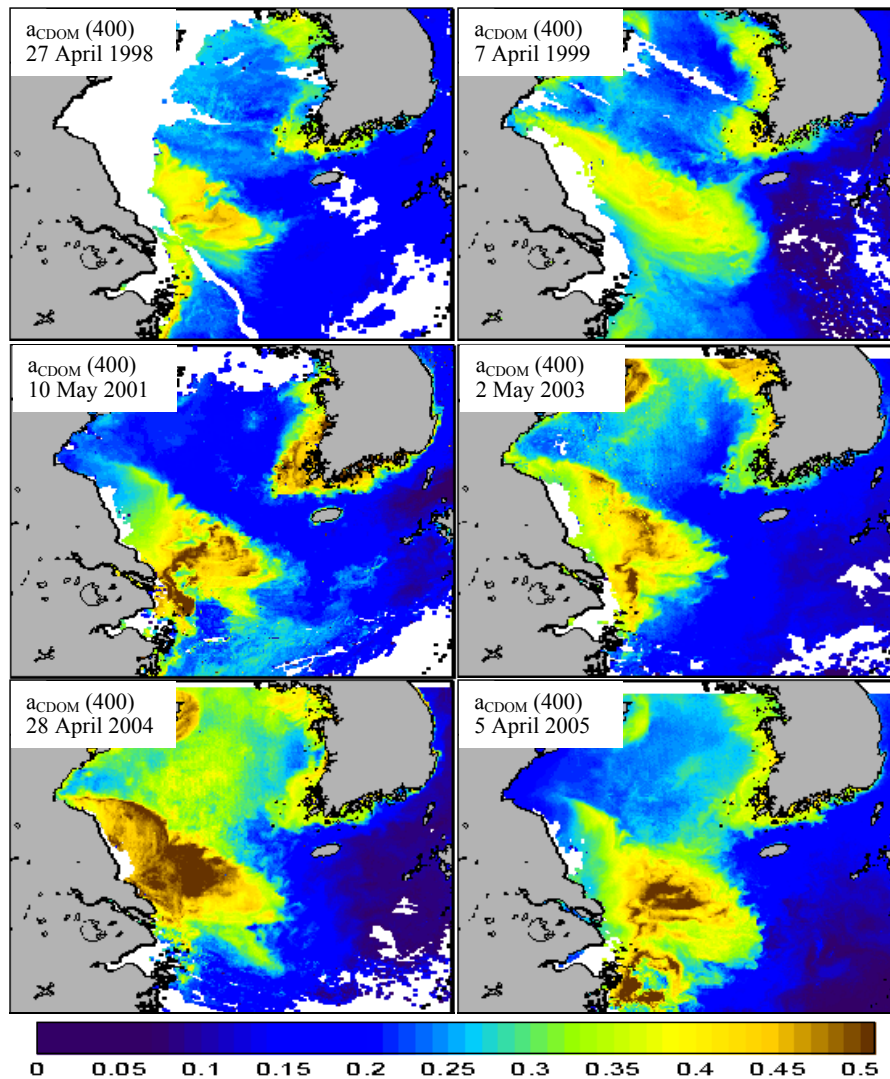 aCDOM (400)
27 April 1998
aCDOM (400)
7 April 1999
aCDOM (400)
10 May 2001
aCDOM (400)
2 May 2003
aCDOM (400)
28 April 2004
aCDOM (400)
5 April 2005
0 0.05 0.1 0.15 0.2 0.25 0.3 0.35 0.4 0.45 0.5